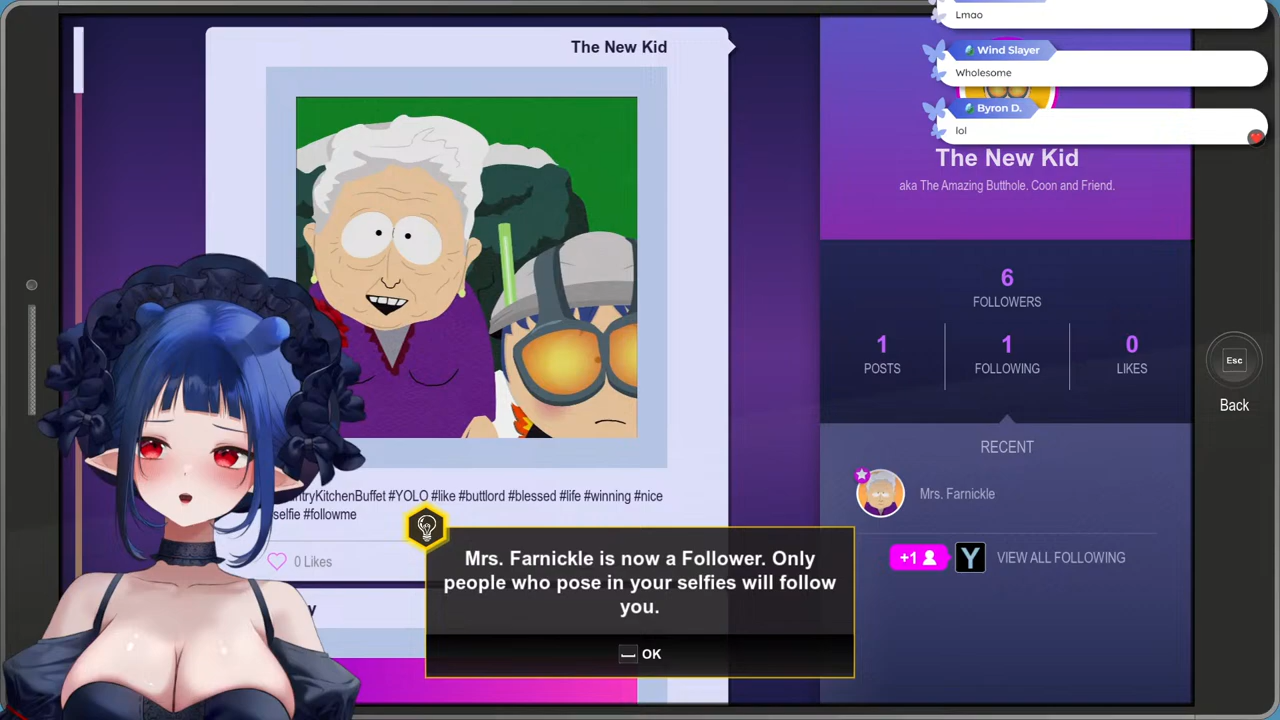 The New Kid
#YOLO #like #buttlord #blessed #life #winning #nice
selfie #followme
0 Likes
Mrs. Farnickle is now a Follower. Only
people who pose in your selfies will follow
you.
OK
Lmao
Wind Slayer
Wholesome
Byron D.
lol
The New Kid
aka The Amazing Butthole. Coon and Friend.
6
FOLLOWERS
1
POSTS
1
FOLLOWING
0
LIKES
RECENT
Mrs. Farnickle
+1
Y
VIEW ALL FOLLOWING
Esc
Back